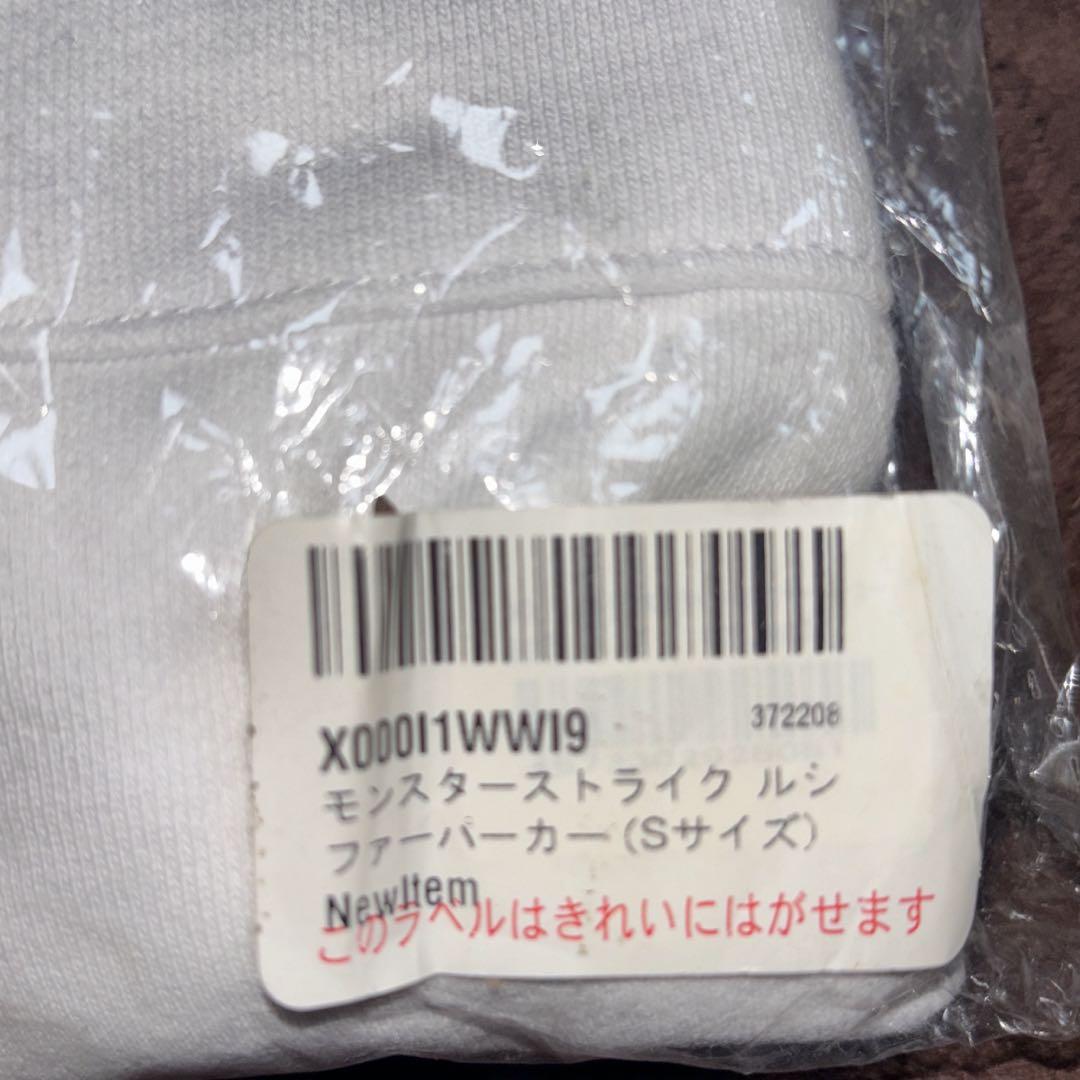 X000I1WWI9
372208
モンスターストライク ルシ
ファーパーカー(Sサイズ)
NewItem
このラベルはきれいにはがせます